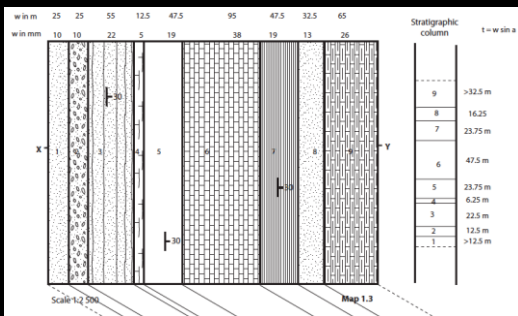 w in m 25 25 55 12.5 47.5 95 47.5 32.5 65
w in mm 10 10 22 5 19 38 19 13 26
Stratigraphic
column
t = w sin a
30
X
Y
1 3 4 5 6 7 8 9
30
30
Scale 1:2 500
Map 1.3
9 >32.5 m
8 16.25
7 23.75 m
6 47.5 m
5 23.75 m
4 6.25 m
3 22.5 m
2 12.5 m
1 >12.5 m